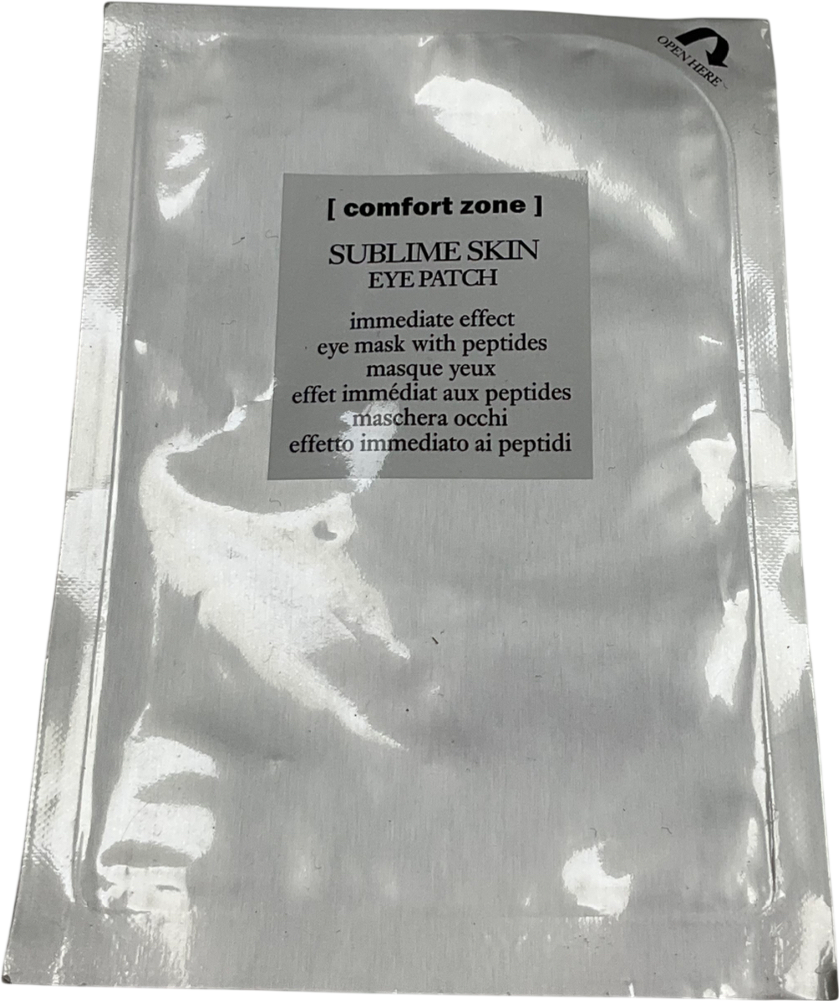 OPEN HERE
[ comfort zone ]
SUBLIME SKIN
EYE PATCH
immediate effect
eye mask with peptides
masque yeux
effet immédiat aux peptides
maschera occhi
effetto immediato ai peptidi